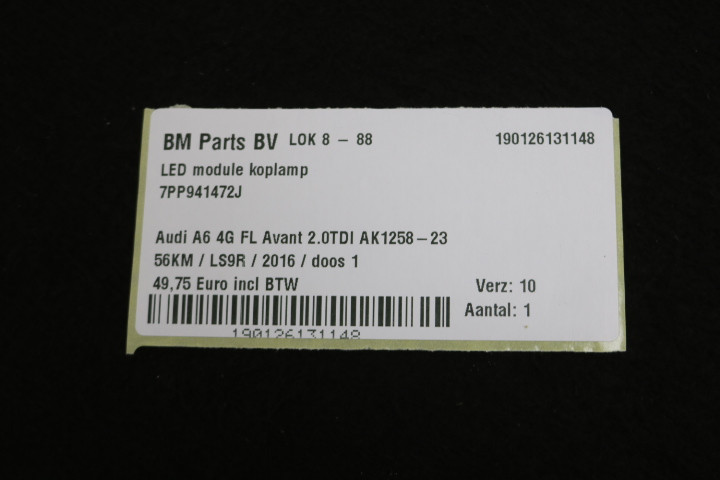 BM Parts BV LOK 8 – 88 190126131148
LED module koplamp
7PP941472J
Audi A6 4G FL Avant 2.0TDI AK1258–23
56KM / LS9R / 2016 / doos 1
49,75 Euro incl BTW Verz: 10
Aantal: 1
190126131148